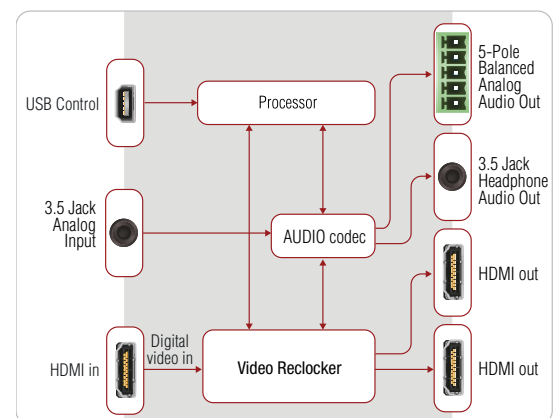 USB Control
Processor
5-Pole
Balanced
Analog
Audio Out
3.5 Jack
Analog
Input
AUDIO codec
3.5 Jack
Headphone
Audio Out
HDMI out
HDMI in
Digital
video in
Video Reclocker
HDMI out